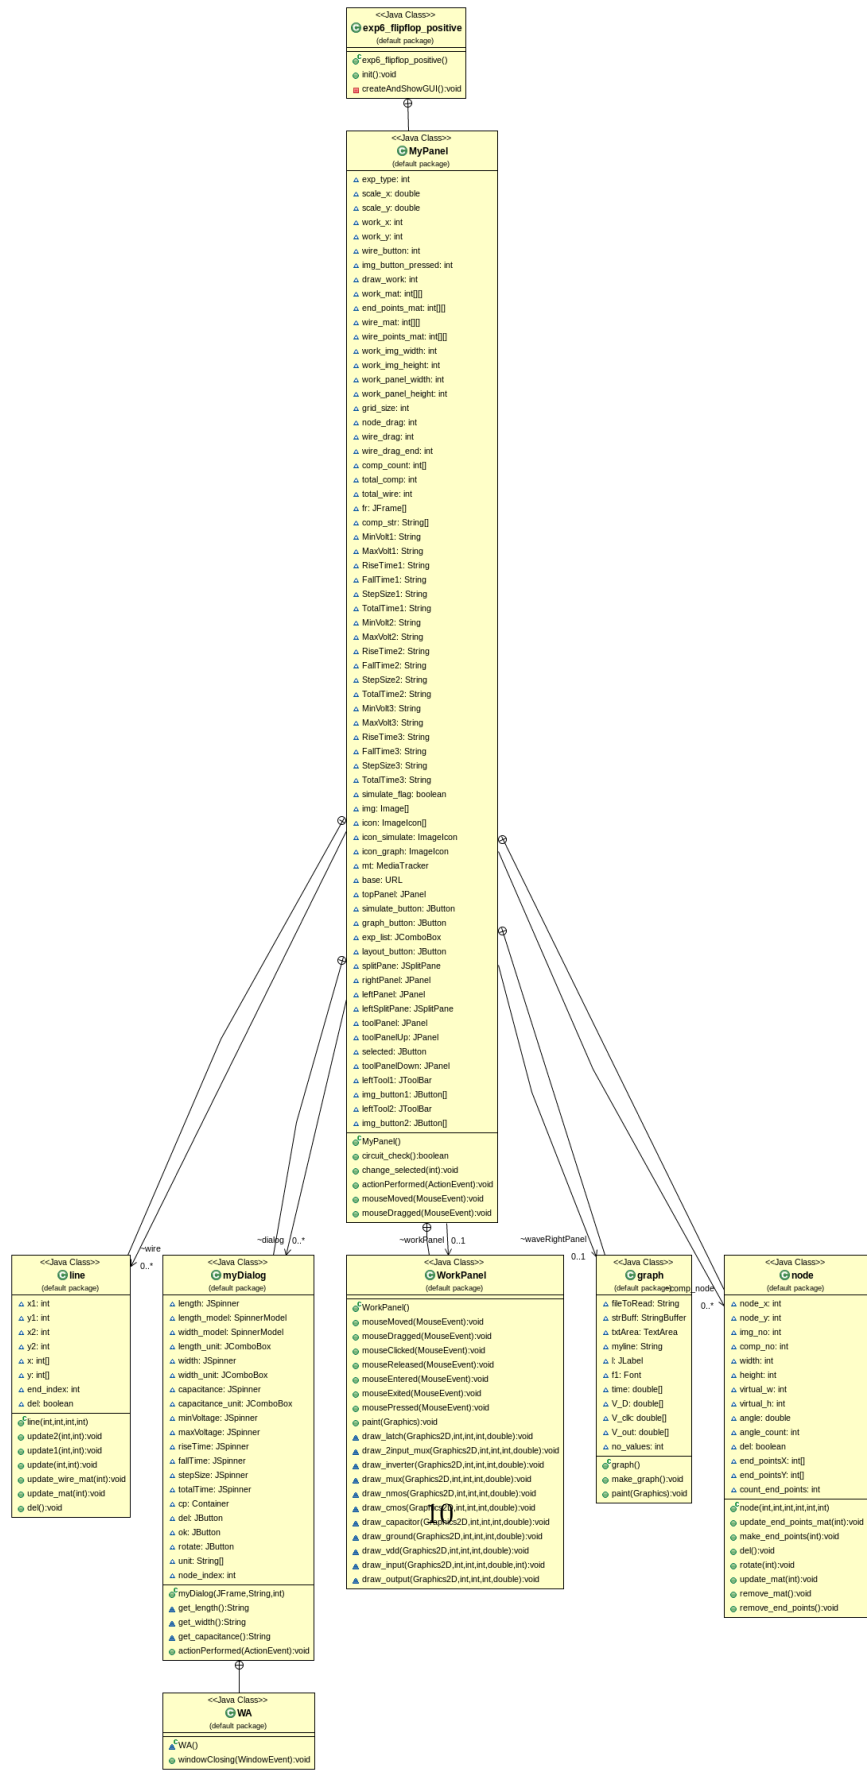 <<Java Class>>
exp6_flipflop_positive
(default package)
exp6_flipflop_positive()
init():void
createAndShowGUI():void
<<Java Class>>
MyPanel
(default package)
exp_type: int
scale_x: double
scale_y: double
work_x: int
work_y: int
wire_button: int
img_button_pressed: int
draw_work: int
work_mat: int[][]
end_points_mat: int[][]
wire_mat: int[][]
wire_points_mat: int[][]
work_img_width: int
work_img_height: int
work_panel_width: int
work_panel_height: int
grid_size: int
node_drag: int
wire_drag: int
wire_drag_end: int
comp_count: int[]
total_comp: int
total_wire: int
fr: JFrame[]
comp_str: String[]
MinVolt1: String
MaxVolt1: String
RiseTime1: String
FallTime1: String
StepSize1: String
TotalTime1: String
MinVolt2: String
MaxVolt2: String
RiseTime2: String
FallTime2: String
StepSize2: String
TotalTime2: String
MinVolt3: String
MaxVolt3: String
RiseTime3: String
FallTime3: String
StepSize3: String
TotalTime3: String
simulate_flag: boolean
img: Image[]
icon: ImageIcon[]
icon_simulate: ImageIcon
icon_graph: ImageIcon
mt: MediaTracker
base: URL
topPanel: JPanel
simulate_button: JButton
graph_button: JButton
exp_list: JComboBox
layout_button: JButton
splitPane: JSplitPane
rightPanel: JPanel
leftPanel: JPanel
leftSplitPane: JSplitPane
toolPanel: JPanel
toolPanelUp: JPanel
selected: JButton
toolPanelDown: JPanel
leftTool1: JToolBar
img_button1: JButton[]
leftTool2: JToolBar
img_button2: JButton[]
MyPanel()
circuit_check():boolean
change_selected(int):void
actionPerformed(ActionEvent):void
mouseMoved(MouseEvent):void
mouseDragged(MouseEvent):void
~wire
0..*
~dialog
0..*
~workPanel
0..1
~waveRightPanel
0..1
~comp_node
0..*
<<Java Class>>
line
(default package)
x1: int
y1: int
x2: int
y2: int
x: int[]
y: int[]
end_index: int
del: boolean
line(int,int,int,int)
update2(int,int):void
update1(int,int):void
update(int,int):void
update_wire_mat(int):void
update_mat(int):void
del():void
<<Java Class>>
myDialog
(default package)
length: JSpinner
length_model: SpinnerModel
width_model: SpinnerModel
length_unit: JComboBox
width: JSpinner
width_unit: JComboBox
capacitance: JSpinner
capacitance_unit: JComboBox
minVoltage: JSpinner
maxVoltage: JSpinner
riseTime: JSpinner
fallTime: JSpinner
stepSize: JSpinner
totalTime: JSpinner
cp: Container
del: JButton
ok: JButton
rotate: JButton
unit: String[]
node_index: int
myDialog(JFrame,String,int)
get_length():String
get_width():String
get_capacitance():String
actionPerformed(ActionEvent):void
<<Java Class>>
WorkPanel
(default package)
WorkPanel()
mouseMoved(MouseEvent):void
mouseDragged(MouseEvent):void
mouseClicked(MouseEvent):void
mouseReleased(MouseEvent):void
mouseEntered(MouseEvent):void
mouseExited(MouseEvent):void
mousePressed(MouseEvent):void
paint(Graphics):void
draw_latch(Graphics2D,int,int,int,double):void
draw_2input_mux(Graphics2D,int,int,int,double):void
draw_inverter(Graphics2D,int,int,int,double):void
draw_mux(Graphics2D,int,int,int,double):void
draw_nmos(Graphics2D,int,int,int,double):void
draw_cmos(Graphics2D,int,int,int,double):void
draw_capacitor(Graphics2D,int,int,int,double):void
draw_ground(Graphics2D,int,int,int,double):void
draw_vdd(Graphics2D,int,int,int,double):void
draw_input(Graphics2D,int,int,int,double,int):void
draw_output(Graphics2D,int,int,int,double):void
10
<<Java Class>>
graph
(default package)
fileToRead: String
strBuff: StringBuffer
txtArea: TextArea
myline: String
l: JLabel
f1: Font
time: double[]
V_D: double[]
V_clk: double[]
V_out: double[]
no_values: int
graph()
make_graph():void
paint(Graphics):void
<<Java Class>>
node
(default package)
node_x: int
node_y: int
img_no: int
comp_no: int
width: int
height: int
virtual_w: int
virtual_h: int
angle: double
angle_count: int
del: boolean
end_pointsX: int[]
end_pointsY: int[]
count_end_points: int
node(int,int,int,int,int,int)
update_end_points_mat(int):void
make_end_points(int):void
del():void
rotate(int):void
update_mat(int):void
remove_mat():void
remove_end_points():void
<<Java Class>>
WA
(default package)
WA()
windowClosing(WindowEvent):void